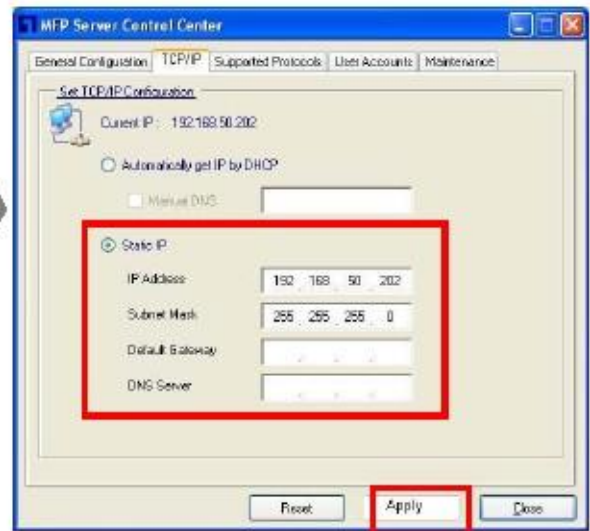 MFP Server Control Center
General Configuration TCP/IP Supported Protocols User Accounts Maintenance
Set TCP/IP Configuration
Current IP : 192.168.50.202
Automatically get IP by DHCP
Manual DNS
Static IP
IP Address 192 . 168 . 50 . 202
Subnet Mask 255 . 255 . 255 . 0
Default Gateway . . .
DNS Server . . .
Reset Apply Close